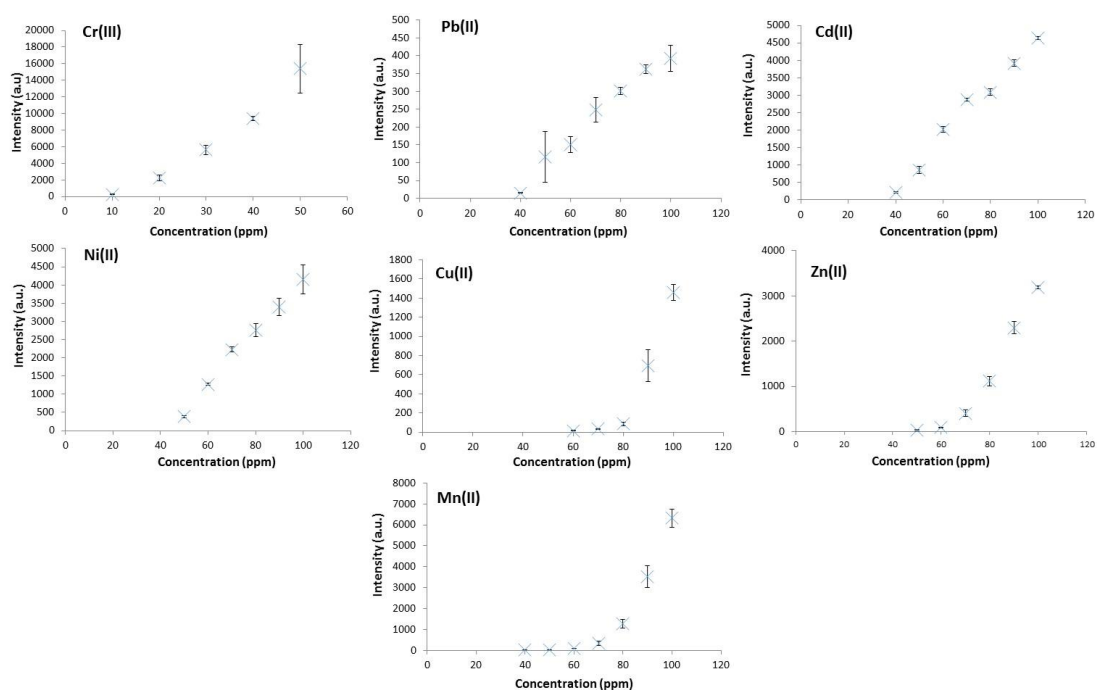 Cr(III)
Intensity (a.u)
20000
18000
16000
14000
12000
10000
8000
6000
4000
2000
0
0 10 20 30 40 50 60
Concentration (ppm)
Pb(II)
Intensity (a.u.)
500
450
400
350
300
250
200
150
100
50
0
0 20 40 60 80 100 120
Concentration (ppm)
Cd(II)
Intensity (a.u.)
5000
4500
4000
3500
3000
2500
2000
1500
1000
500
0
0 20 40 60 80 100 120
Concentration (ppm)
Ni(II)
Intensity (a.u.)
5000
4500
4000
3500
3000
2500
2000
1500
1000
500
0
0 20 40 60 80 100 120
Concentration (ppm)
Cu(II)
Intensity (a.u.)
1800
1600
1400
1200
1000
800
600
400
200
0
0 20 40 60 80 100 120
Concentration (ppm)
Zn(II)
Intensity (a.u.)
4000
3000
2000
1000
0
0 20 40 60 80 100 120
Concentration (ppm)
Mn(II)
Intensity (a.u.)
8000
7000
6000
5000
4000
3000
2000
1000
0
0 20 40 60 80 100 120
Concentration (ppm)